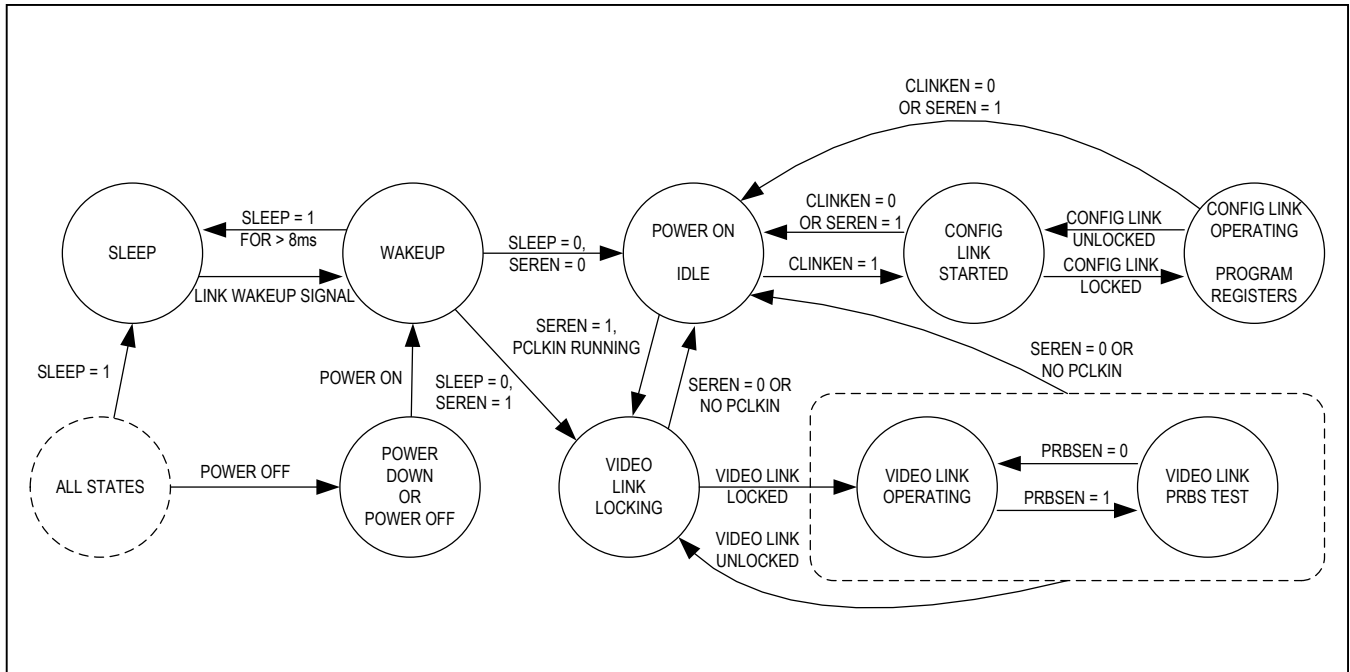 CLINKEN = 0
OR SEREN = 1
SLEEP = 1
FOR > 8ms
SLEEP
LINK WAKEUP SIGNAL
WAKEUP
SLEEP = 0,
SEREN = 0
POWER ON
IDLE
CLINKEN = 0
OR SEREN = 1
CLINKEN = 1
CONFIG
LINK
STARTED
CONFIG LINK
UNLOCKED
CONFIG LINK
LOCKED
CONFIG LINK
OPERATING
PROGRAM
REGISTERS
SLEEP = 1
POWER ON
SLEEP = 0,
SEREN = 1
SEREN = 1,
PCLKIN RUNNING
SEREN = 0 OR
NO PCLKIN
SEREN = 0 OR
NO PCLKIN
ALL STATES
POWER OFF
POWER
DOWN
OR
POWER OFF
VIDEO
LINK
LOCKING
VIDEO LINK
LOCKED
VIDEO LINK
OPERATING
PRBSEN = 0
PRBSEN = 1
VIDEO LINK
PRBS TEST
VIDEO LINK
UNLOCKED